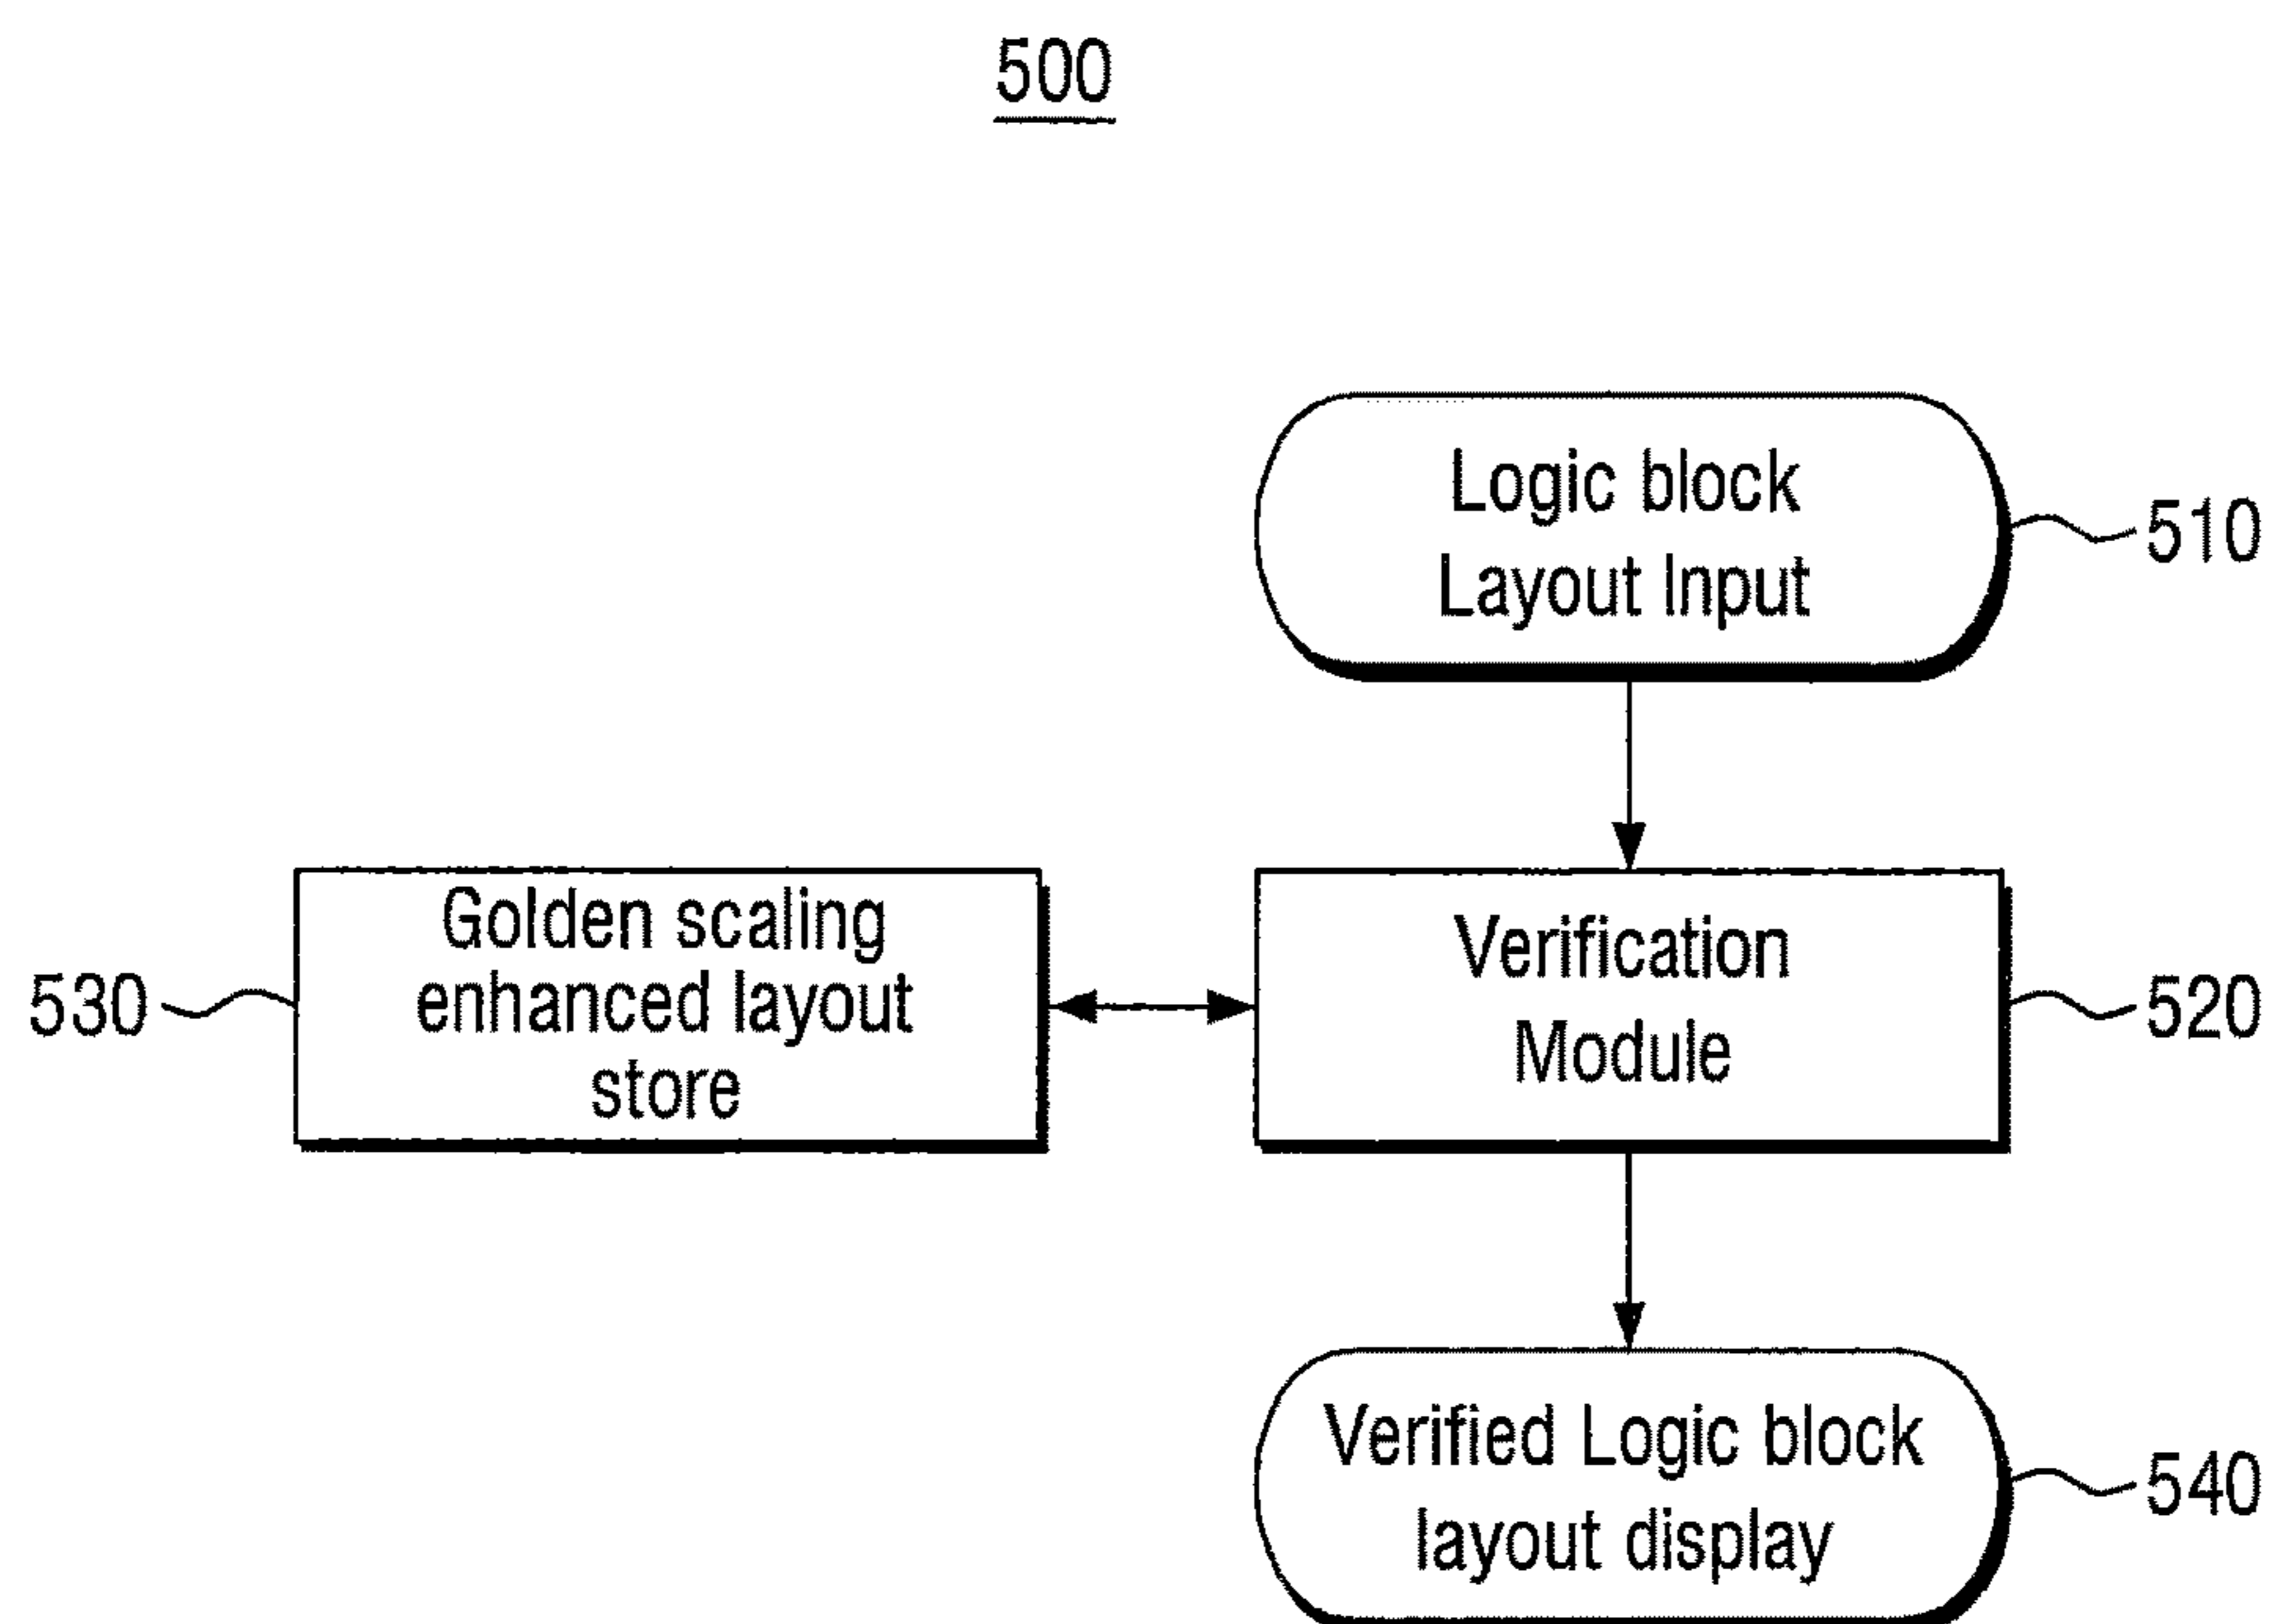 500
Logic block
Layout Input
510
Golden scaling
enhanced layout
store
530
Verification
Module
520
Verified Logic block
layout display
540